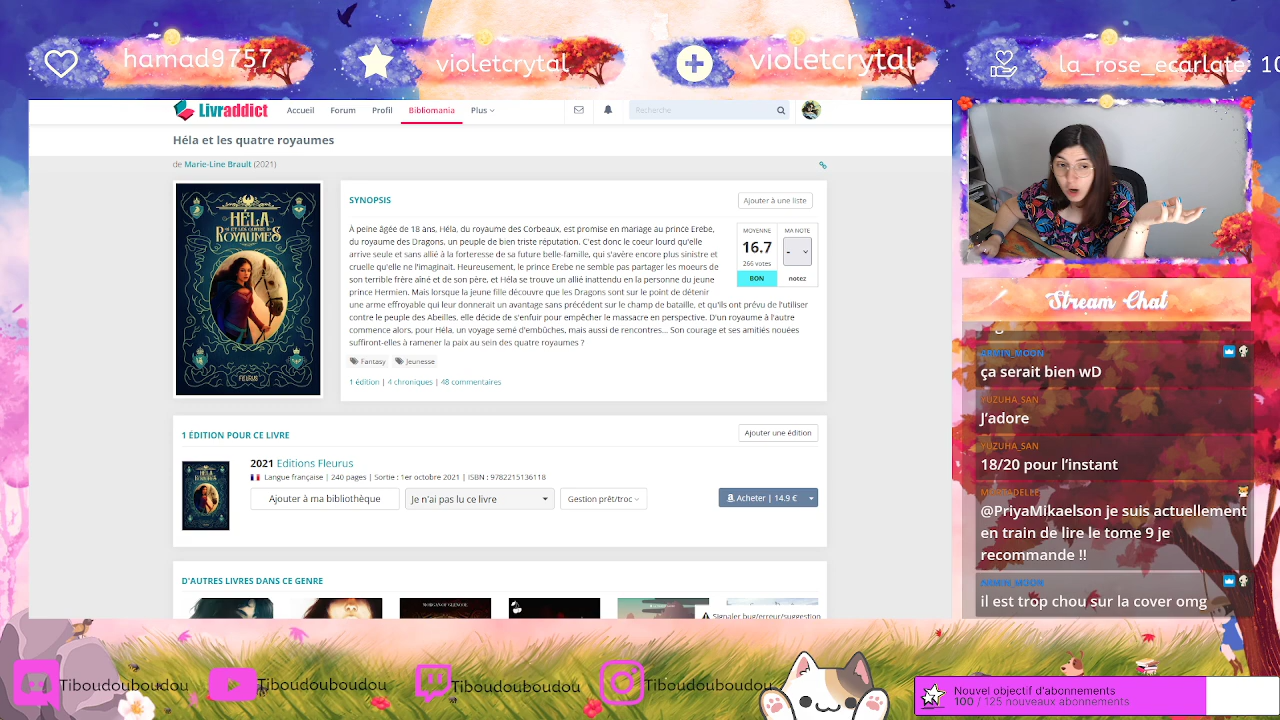 hamad9757
violetcrytal
violetcrytal
la_rose_ecarlate: 10
Livraddict
Accueil
Forum
Profil
Bibliomania
Plus
Recherche
Héla et les quatre royaumes
de Marie-Line Brault (2021)
HÉLA
ET LES QUATRE
ROYAUMES
FLEURUS
SYNOPSIS
Ajouter à une liste
À peine âgée de 18 ans, Héla, du royaume des Corbeaux, est promise en mariage au prince Erebe,
du royaume des Dragons, un peuple de bien triste réputation. C'est donc le cœur lourd qu'elle
arrive seule et sans allié à la forteresse de sa future belle-famille, qui s'avère encore plus sinistre et
cruelle qu'elle ne l'imaginait. Heureusement, le prince Erebe ne semble pas partager les moeurs de
son terrible frère aîné et de son père, et Héla se trouve un allié inattendu en la personne du jeune
prince Hermien. Mais lorsque la jeune fille découvre que les Dragons sont sur le point de détenir
une arme effroyable qui leur donnerait un avantage sans précédent sur le champ de bataille, et qu'ils ont prévu de l'utiliser
contre le peuple des Abeilles, elle décide de s'enfuir pour empêcher le massacre en perspective. D'un royaume à l'autre
commence alors, pour Héla, un voyage semé d'embûches, mais aussi de rencontres... Son courage et ses amitiés nouées
suffiront-elles à ramener la paix au sein des quatre royaumes ?
MOYENNE
16.7
266 votes
BON
MA NOTE
-
notez
Fantasy
Jeunesse
1 édition | 4 chroniques | 48 commentaires
1 ÉDITION POUR CE LIVRE
Ajouter une édition
HÉLA
ROYAUMES
2021 Editions Fleurus
Langue française | 240 pages | Sortie : 1er octobre 2021 | ISBN : 9782215136118
Ajouter à ma bibliothèque
Je n'ai pas lu ce livre
Gestion prêt/troc
Acheter | 14.9 €
D'AUTRES LIVRES DANS CE GENRE
MORGAN OF GLENCOE
Signaler bug/erreur/suggestion
Stream Chat
ARMIN_MOON
ça serait bien wD
YUZUHA_SAN
J'adore
YUZUHA_SAN
18/20 pour l'instant
@PriyaMikaelson je suis actuellement
en train de lire le tome 9 je
recommande !!
ARMIN_MOON
il est trop chou sur la cover omg
Tiboudouboudou
Tiboudouboudou
Tiboudouboudou
Tiboudouboudou
Nouvel objectif d'abonnements
100 / 125 nouveaux abonnements